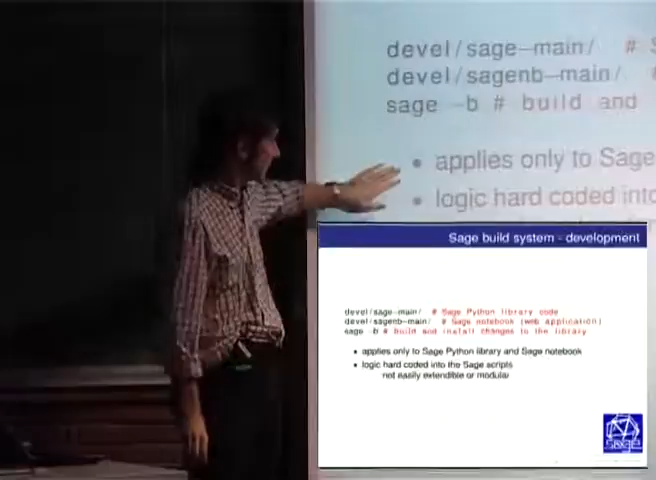 devel/sage-main/ # S
devel/sagenb-main/ #
sage -b # build and
• applies only to Sage
• logic hard coded into
Sage build system - development
devel/sage-main/ # Sage Python library code
devel/sagenb-main/ # Sage notebook (web application)
sage -b # build and install changes to the library
• applies only to Sage Python library and Sage notebook
• logic hard coded into the Sage scripts
not easily extendible or modular
sage